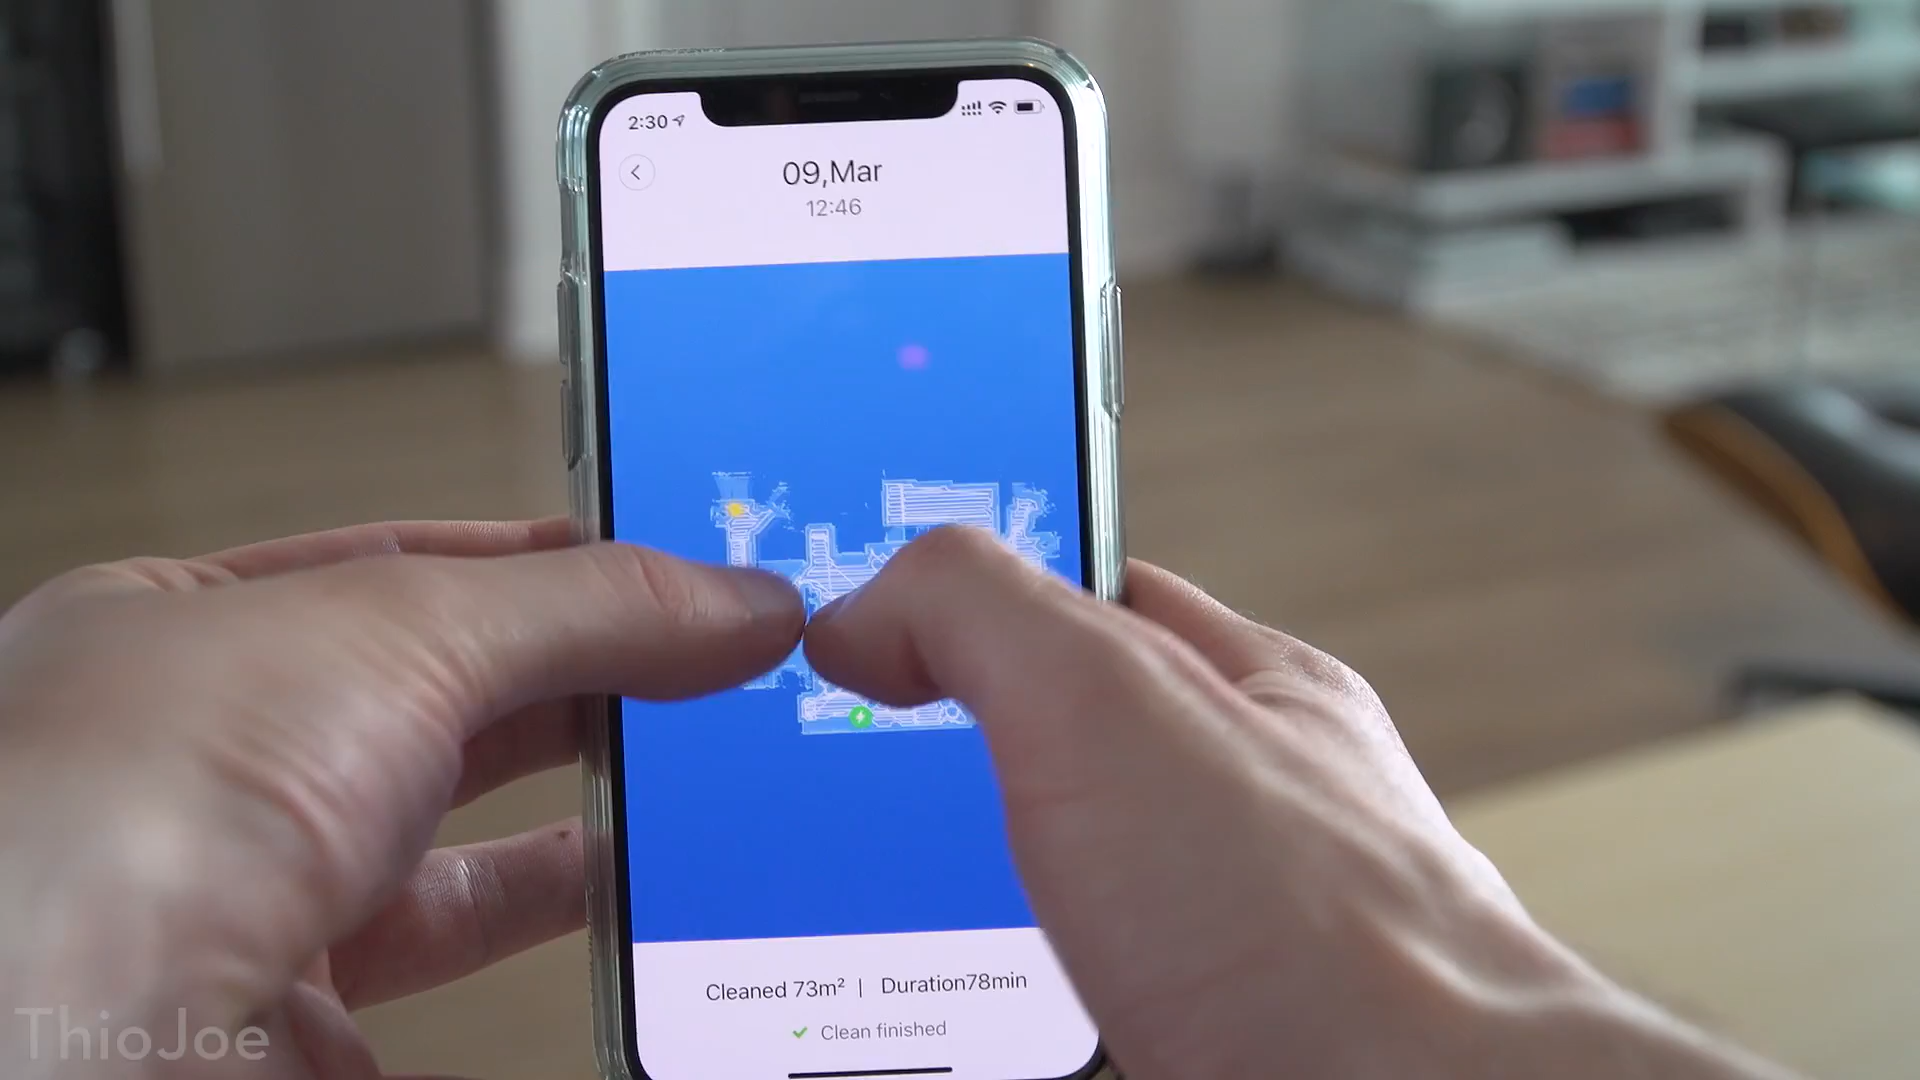 2:30
09,Mar
12:46
Cleaned 73m² | Duration78min
Clean finished
ThioJoe